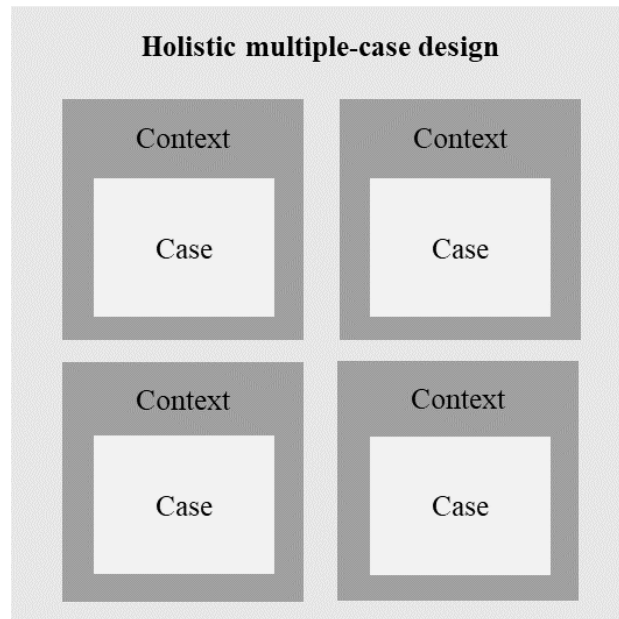 Holistic multiple-case design
Context
Context
Case
Case
Context
Context
Case
Case